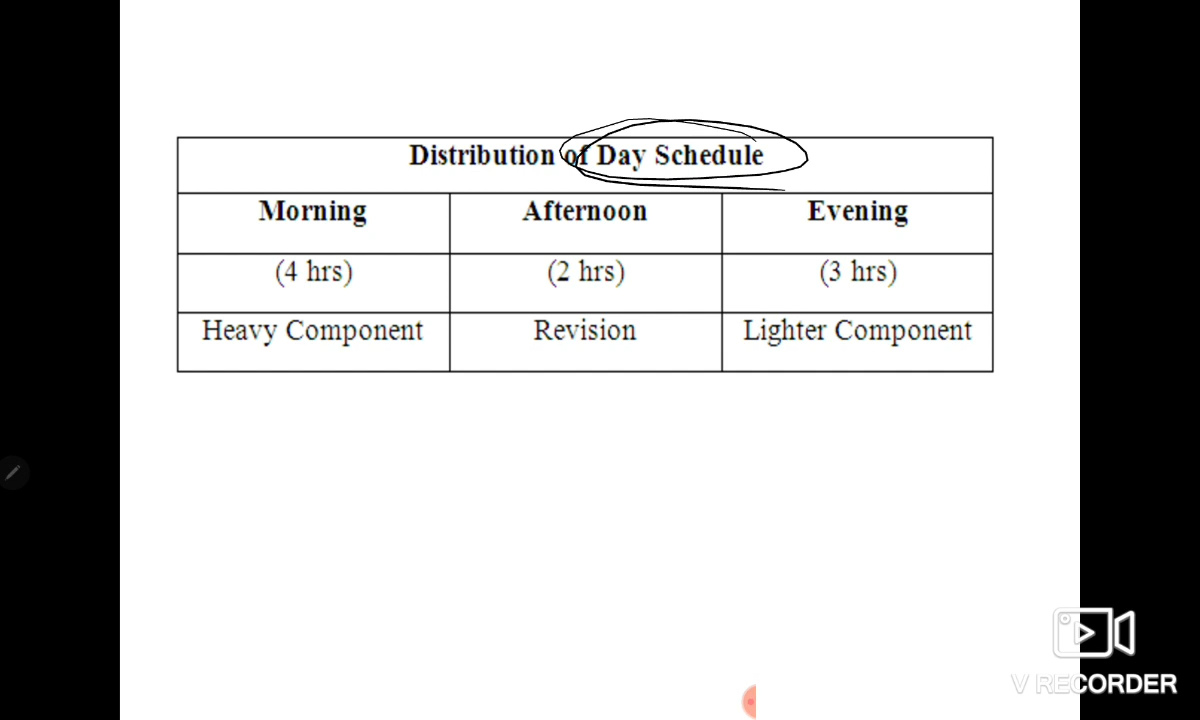 Distribution of Day Schedule
Morning Afternoon Evening
(4 hrs) (2 hrs) (3 hrs)
Heavy Component Revision Lighter Component
V RECORDER